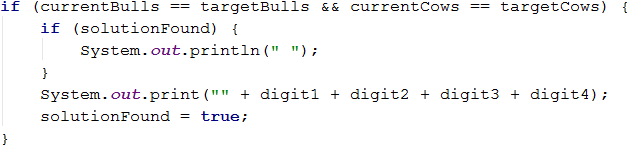 if (currentBulls == targetBulls && currentCows == targetCows) {
    if (solutionFound) {
        System.out.println(" ");
    }
    System.out.print("" + digit1 + digit2 + digit3 + digit4);
    solutionFound = true;
}